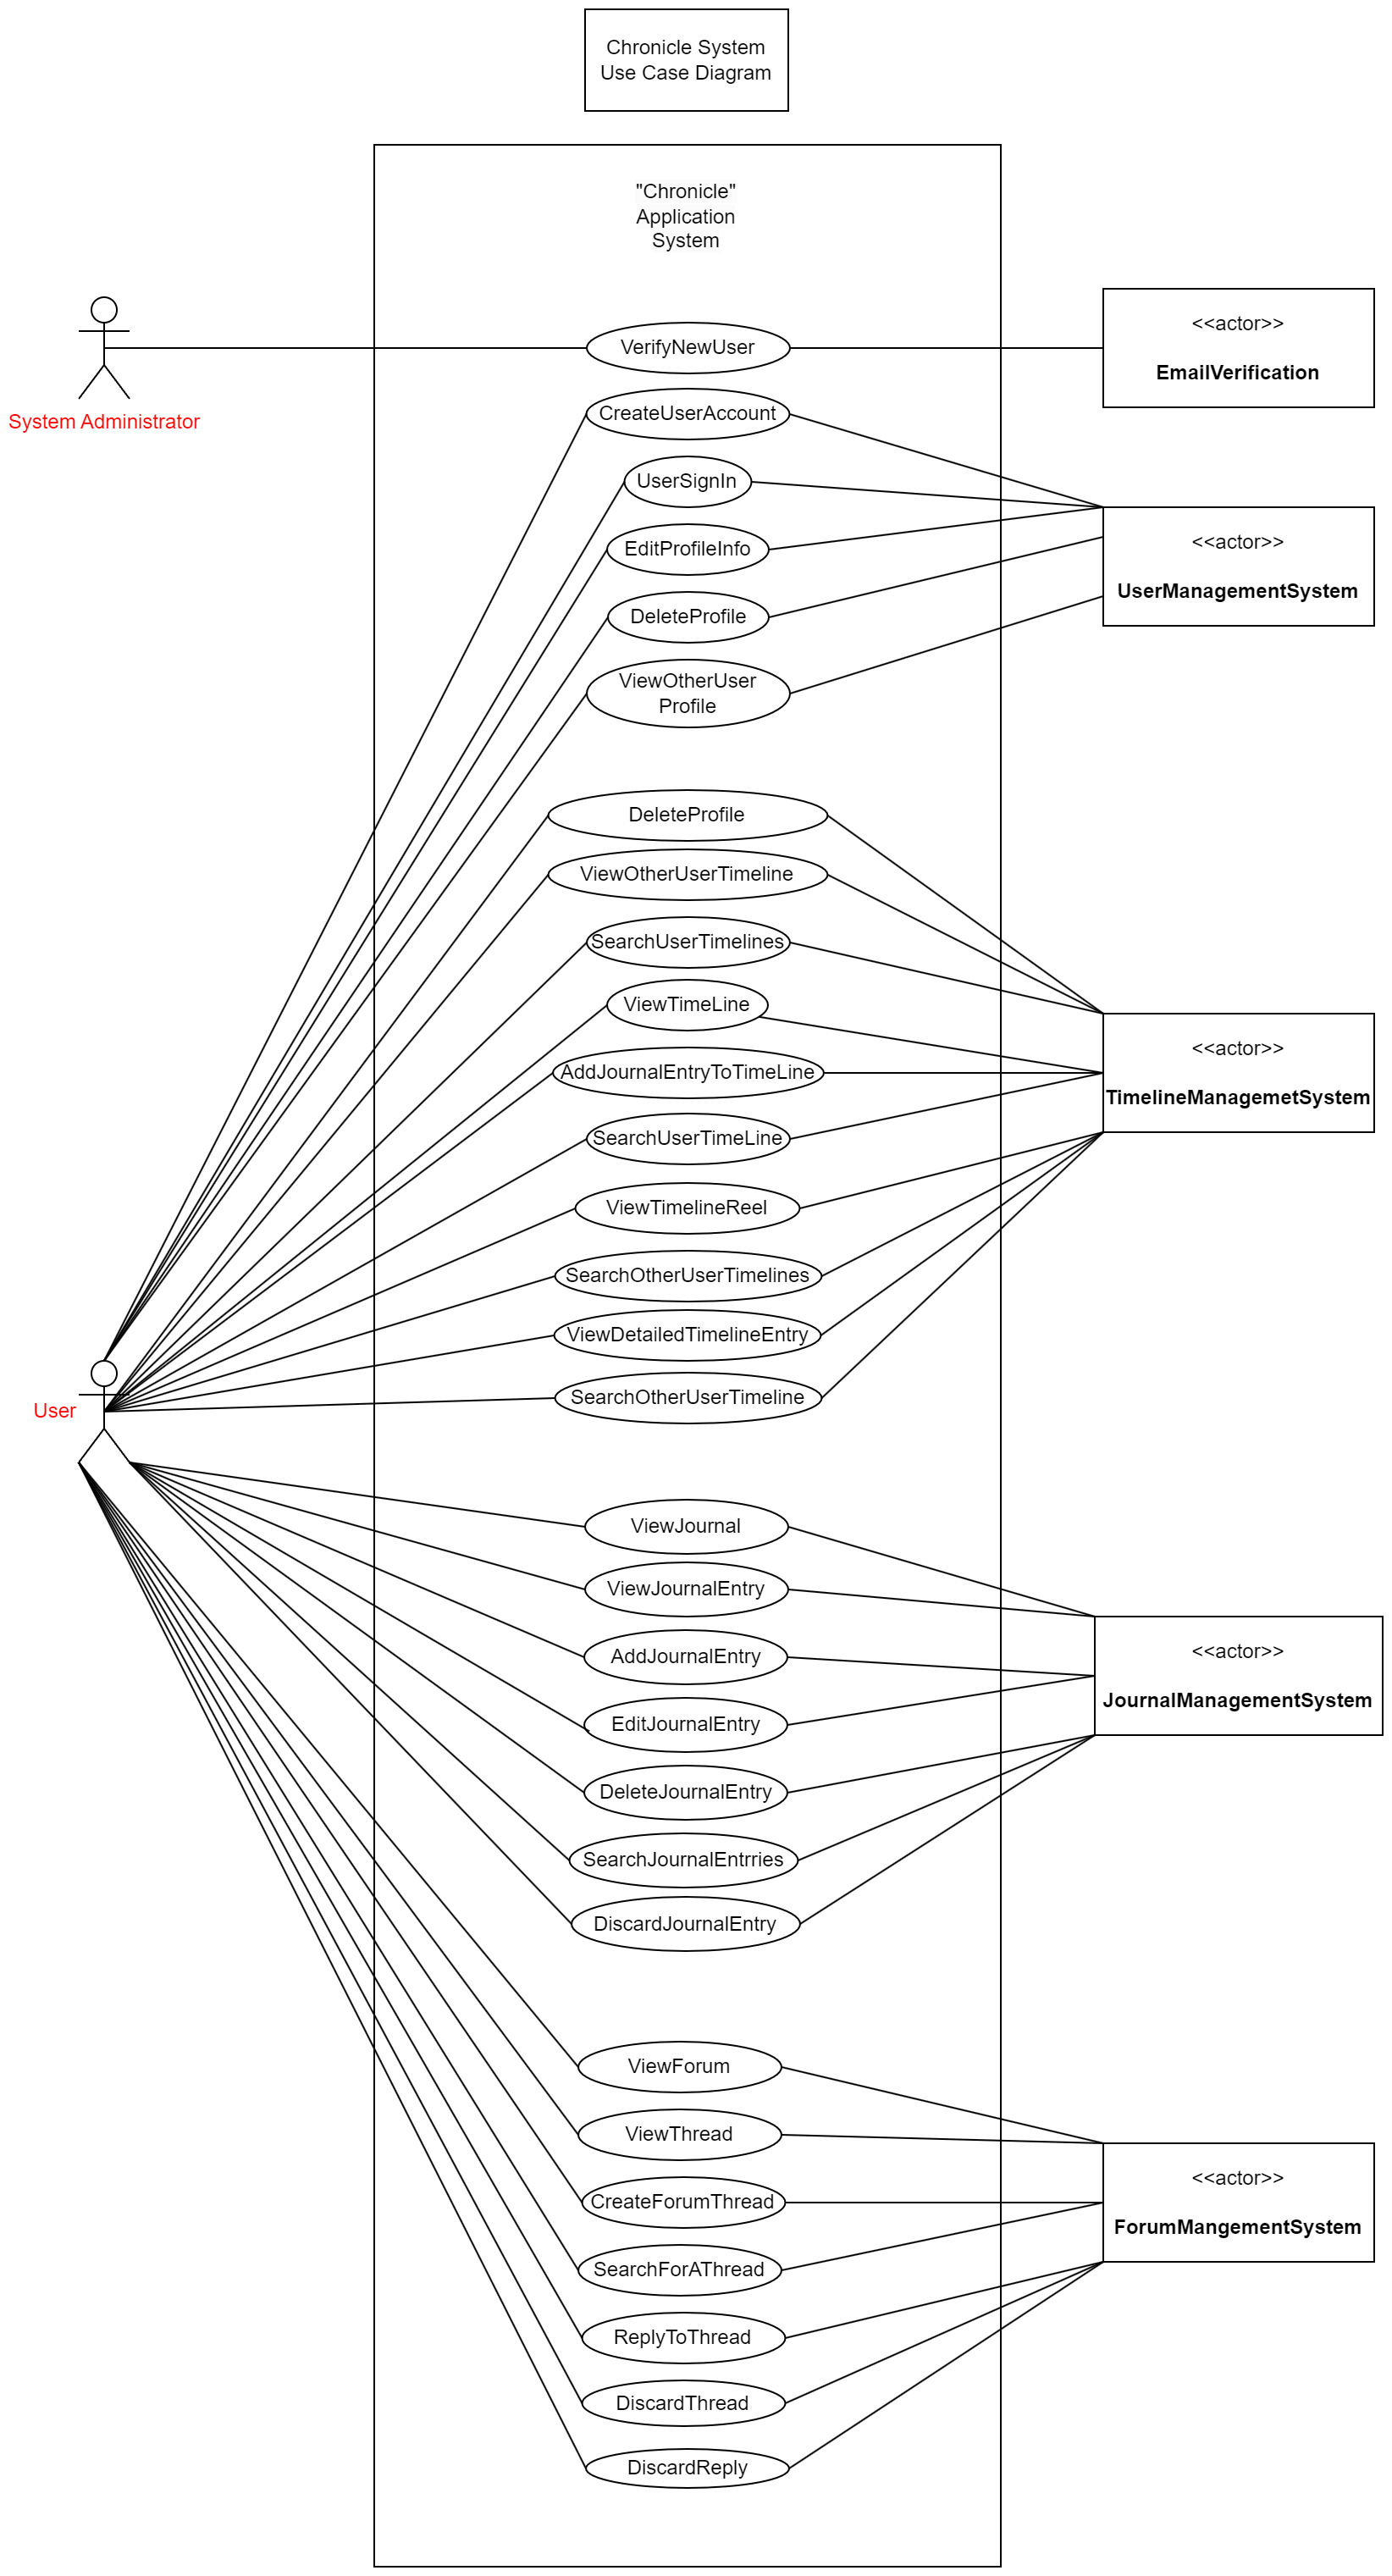 Chronicle System
Use Case Diagram
"Chronicle"
Application
System
System Administrator
VerifyNewUser
<<actor>>
EmailVerification
CreateUserAccount
UserSignIn
EditProfileInfo
DeleteProfile
ViewOtherUser
Profile
<<actor>>
UserManagementSystem
DeleteProfile
ViewOtherUserTimeline
SearchUserTimelines
ViewTimeLine
AddJournalEntryToTimeLine
SearchUserTimeLine
ViewTimelineReel
SearchOtherUserTimelines
ViewDetailedTimelineEntry
SearchOtherUserTimeline
<<actor>>
TimelineManagemetSystem
User
ViewJournal
ViewJournalEntry
AddJournalEntry
EditJournalEntry
DeleteJournalEntry
SearchJournalEntrries
DiscardJournalEntry
<<actor>>
JournalManagementSystem
ViewForum
ViewThread
CreateForumThread
SearchForAThread
ReplyToThread
DiscardThread
DiscardReply
<<actor>>
ForumMangementSystem